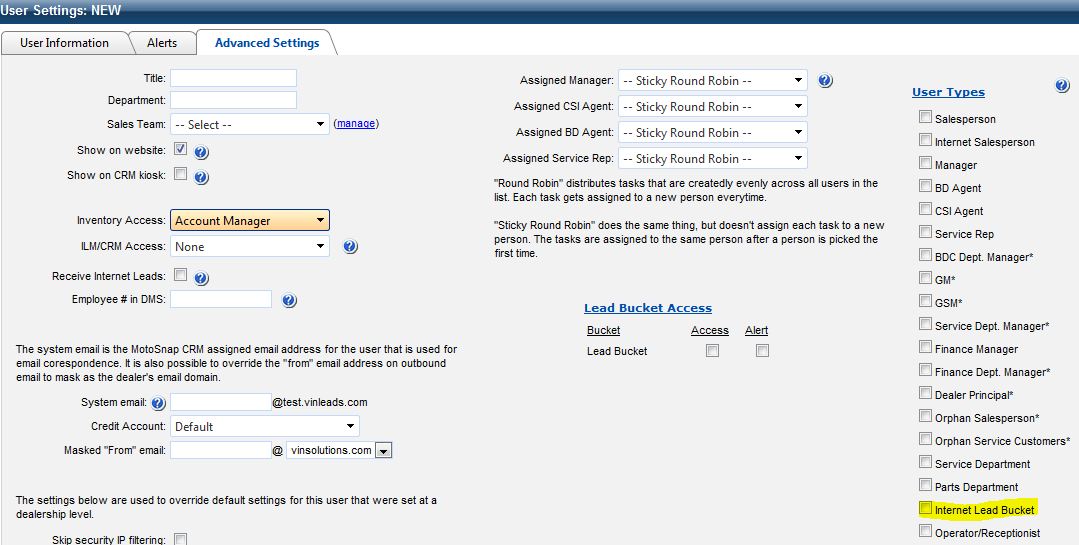 User Settings: NEW
User Information
Alerts
Advanced Settings
Title:
Department:
Sales Team: -- Select -- (manage)
Show on website:
Show on CRM kiosk:
Inventory Access: Account Manager
ILM/CRM Access: None
Receive Internet Leads:
Employee # in DMS:
The system email is the MotoSnap CRM assigned email address for the user that is used for
email corespondence. It is also possible to override the "from" email address on outbound
email to mask as the dealer's email domain.
System email: @test.vinleads.com
Credit Account: Default
Masked "From" email: @ vinsolutions.com
The settings below are used to override default settings for this user that were set at a
dealership level.
Skip security IP filtering:
Assigned Manager: -- Sticky Round Robin --
Assigned CSI Agent: -- Sticky Round Robin --
Assigned BD Agent: -- Sticky Round Robin --
Assigned Service Rep: -- Sticky Round Robin --
"Round Robin" distributes tasks that are createdly evenly across all users in the
list. Each task gets assigned to a new person everytime.
"Sticky Round Robin" does the same thing, but doesn't assign each task to a new
person. The tasks are assigned to the same person after a person is picked the
first time.
Lead Bucket Access
Bucket Access Alert
Lead Bucket
User Types
Salesperson
Internet Salesperson
Manager
BD Agent
CSI Agent
Service Rep
BDC Dept. Manager*
GM*
GSM*
Service Dept. Manager*
Finance Manager
Finance Dept. Manager*
Dealer Principal*
Orphan Salesperson*
Orphan Service Customers*
Service Department
Parts Department
Internet Lead Bucket
Operator/Receptionist